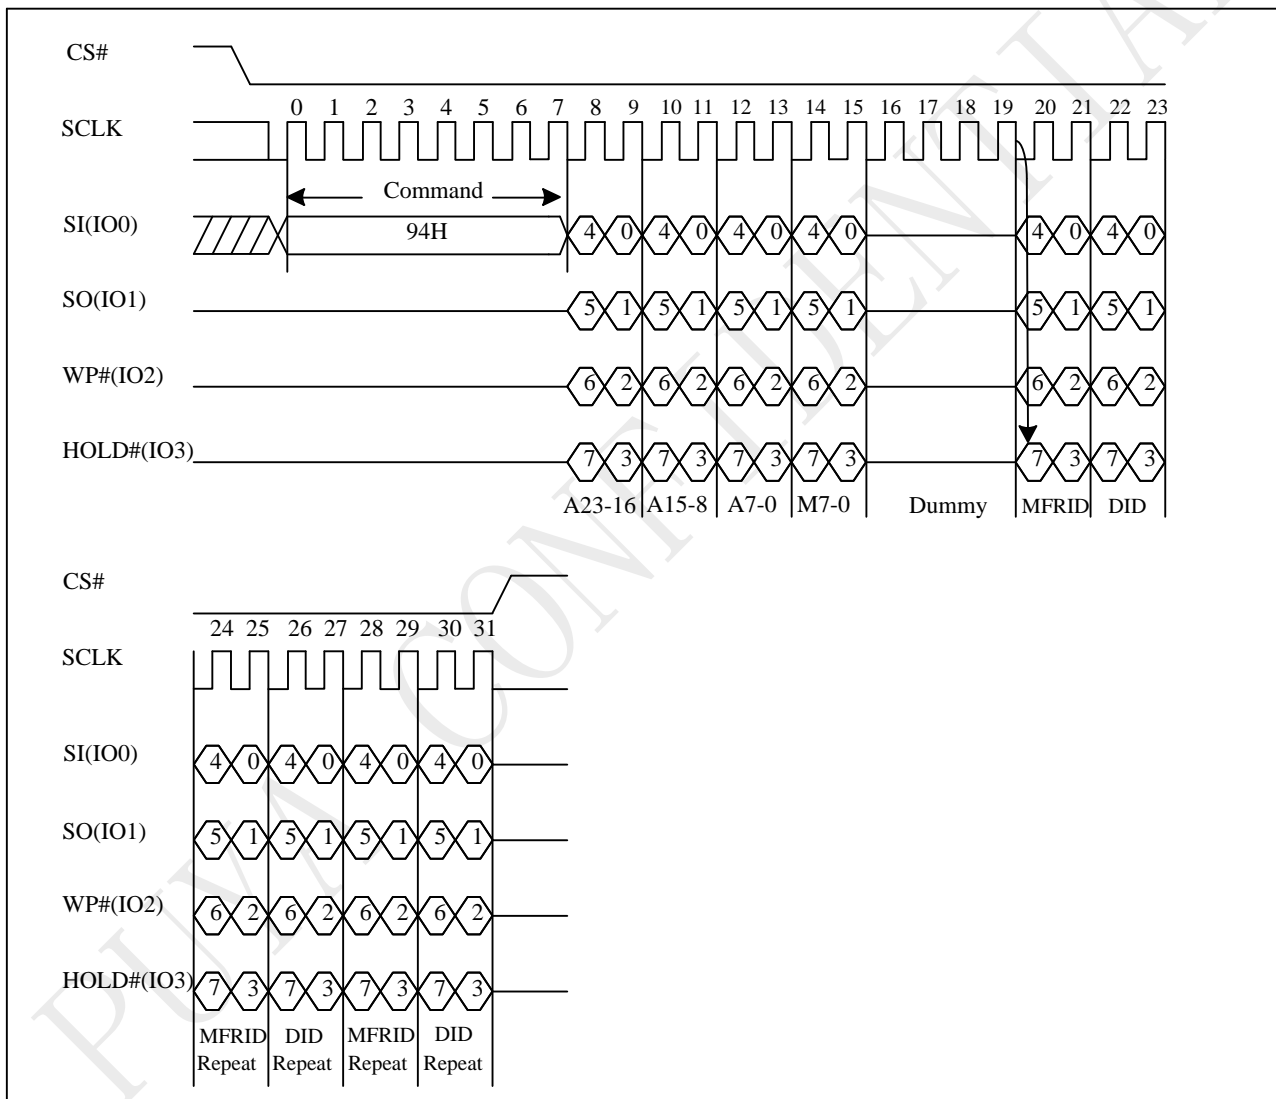 CS#
0 1 2 3 4 5 6 7 8 9 10 11 12 13 14 15 16 17 18 19 20 21 22 23
SCLK
Command
SI(IO0) 94H 4 0 4 0 4 0 4 0 4 0 4 0
SO(IO1) 5 1 5 1 5 1 5 1 5 1 5 1
WP#(IO2) 6 2 6 2 6 2 6 2 6 2 6 2
HOLD#(IO3) 7 3 7 3 7 3 7 3 7 3 7 3
A23-16 A15-8 A7-0 M7-0 Dummy MFRID DID
CS#
24 25 26 27 28 29 30 31
SCLK
SI(IO0) 4 0 4 0 4 0 4 0
SO(IO1) 5 1 5 1 5 1 5 1
WP#(IO2) 6 2 6 2 6 2 6 2
HOLD#(IO3) 7 3 7 3 7 3 7 3
MFRID DID MFRID DID
Repeat Repeat Repeat Repeat
PUYA CONFIDENTIA